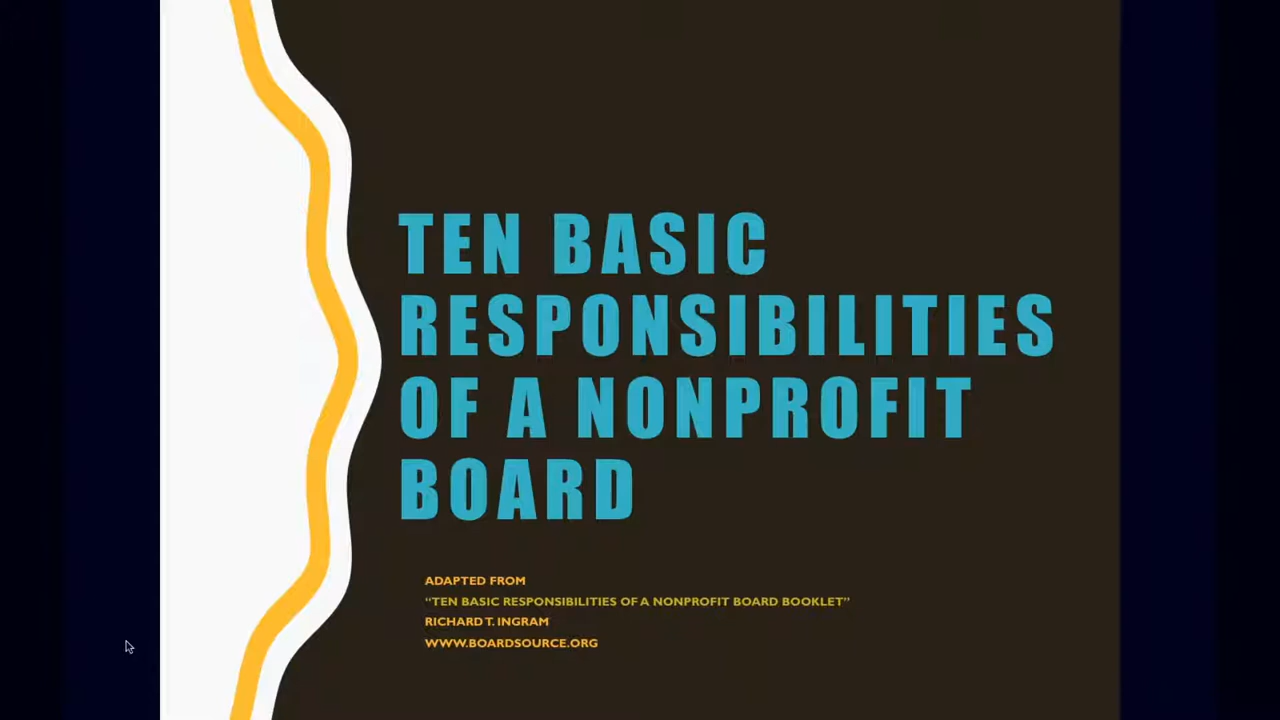 TEN BASIC
RESPONSIBILITIES
OF A NONPROFIT
BOARD
ADAPTED FROM
“TEN BASIC RESPONSIBILITIES OF A NONPROFIT BOARD BOOKLET”
RICHARD T. INGRAM
WWW.BOARDSOURCE.ORG